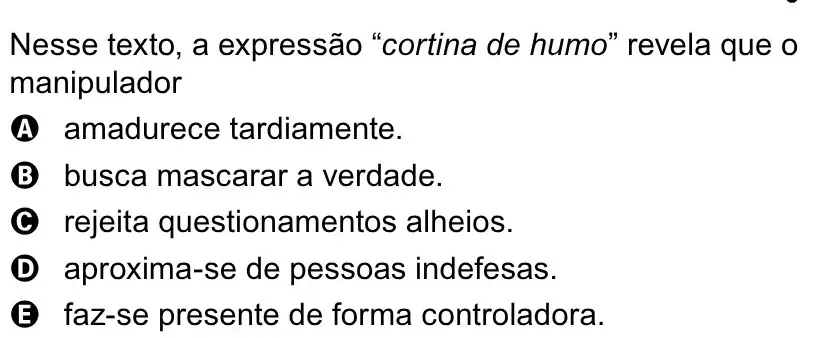 Nesse texto, a expressão “cortina de humo” revela que o
manipulador
A amadurece tardiamente.
B busca mascarar a verdade.
C rejeita questionamentos alheios.
D aproxima-se de pessoas indefesas.
E faz-se presente de forma controladora.